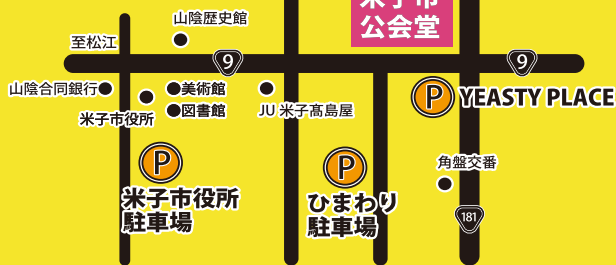 米子市
公会堂
山陰歴史館
至松江
9
9
山陰合同銀行
美術館
図書館
米子市役所
JU 米子髙島屋
P
YEASTY PLACE
P
米子市役所
駐車場
P
ひまわり
駐車場
角盤交番
181